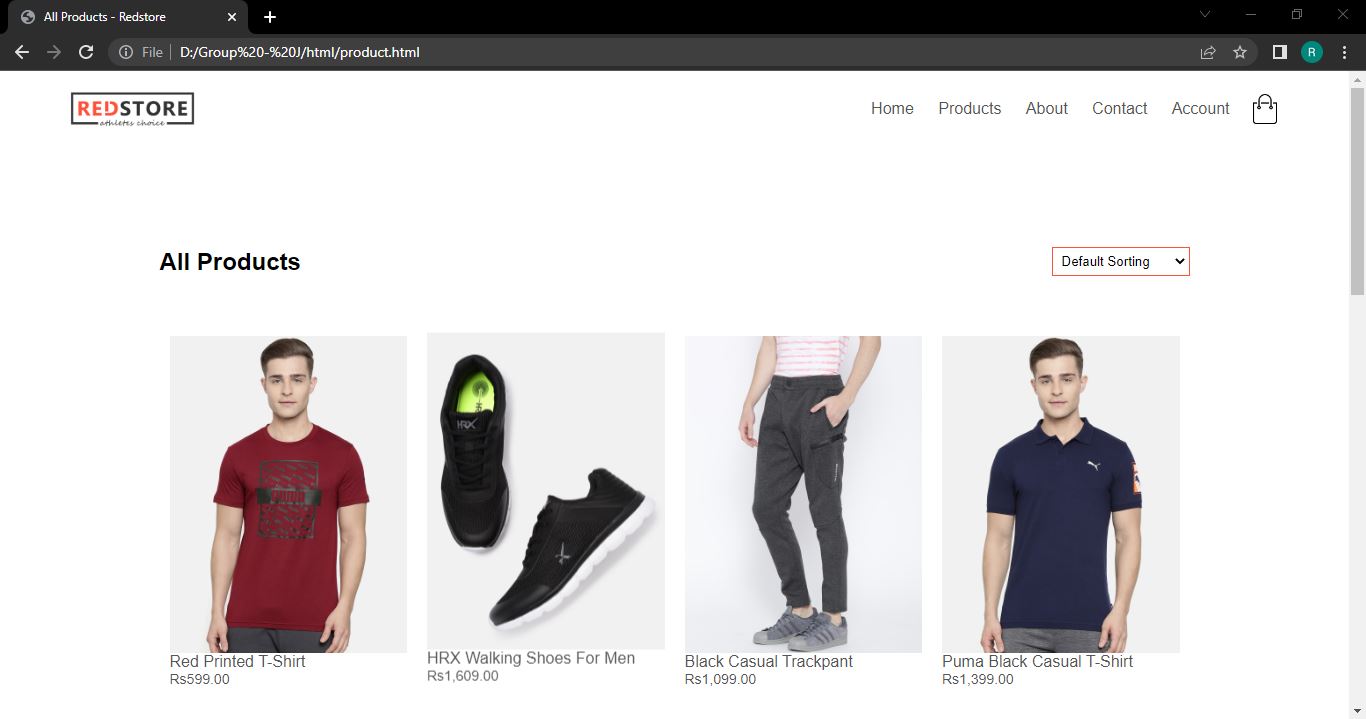 All Products - Redstore
File D:/Group%20-%20J/html/product.html
R
REDSTORE
athletes choice
Home Products About Contact Account
All Products
Default Sorting
HRX
Red Printed T-Shirt
Rs599.00
HRX Walking Shoes For Men
Rs1,609.00
Black Casual Trackpant
Rs1,099.00
Puma Black Casual T-Shirt
Rs1,399.00